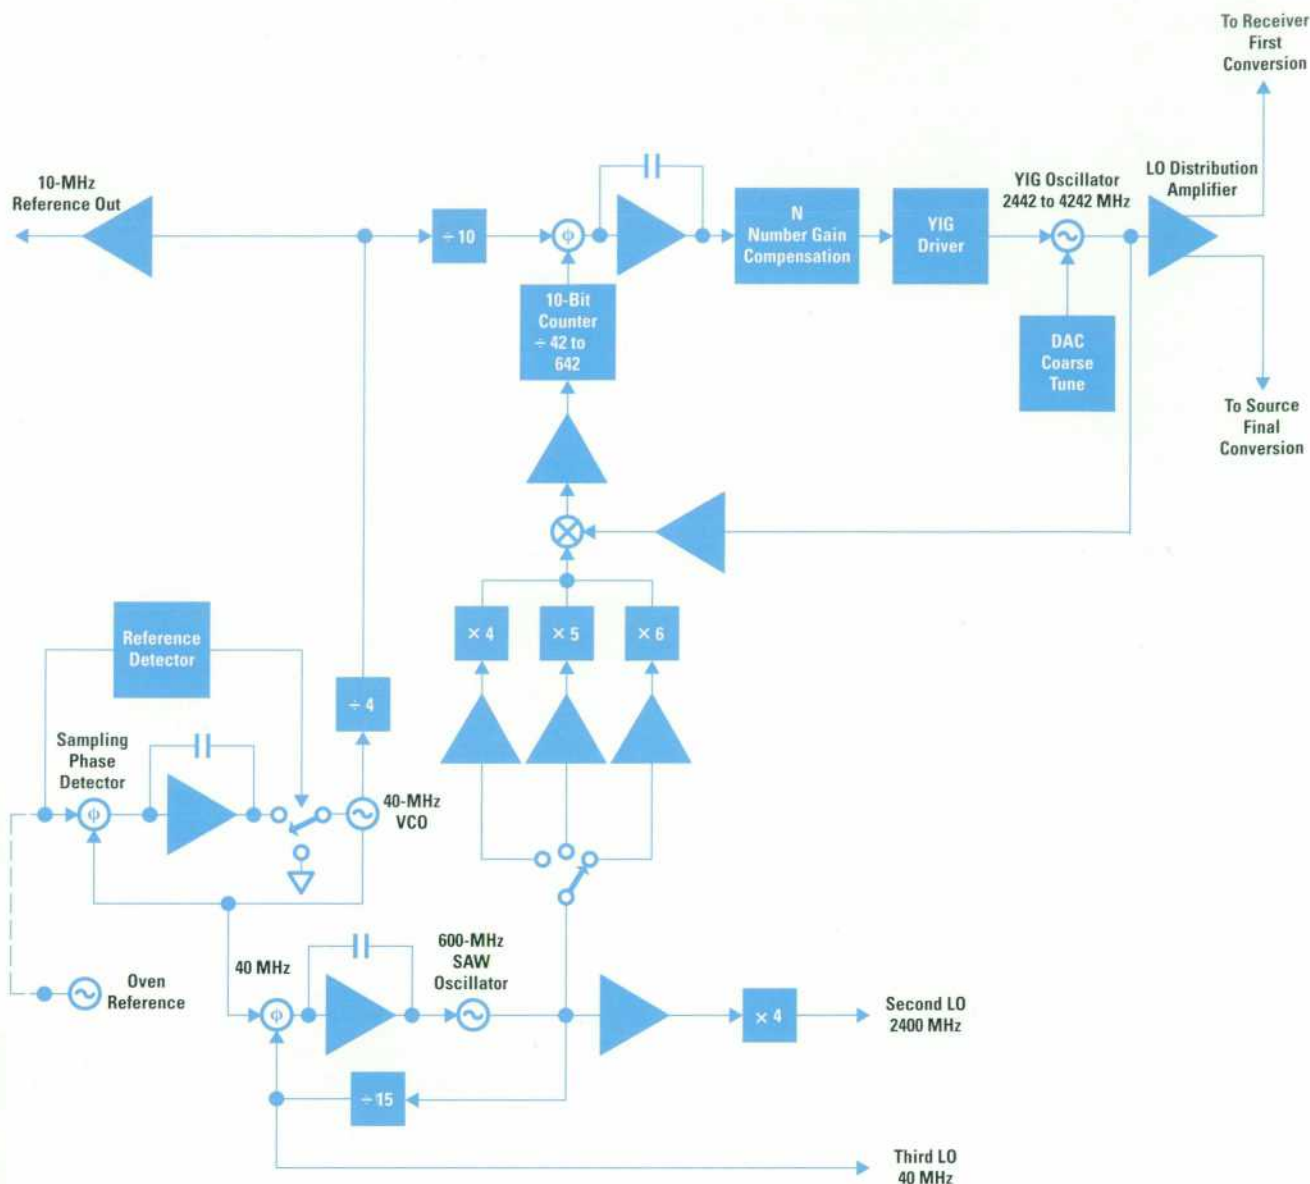 To Receiver
First
Conversion
10-MHz
Reference Out
÷ 10
ϕ
N
Number Gain
Compensation
YIG
Driver
YIG Oscillator
2442 to 4242 MHz
LO Distribution
Amplifier
10-Bit
Counter
÷ 42 to
642
DAC
Coarse
Tune
To Source
Final
Conversion
× 4
× 5
× 6
Reference
Detector
÷ 4
Sampling
Phase
Detector
ϕ
40-MHz
VCO
Oven
Reference
40 MHz
ϕ
600-MHz
SAW
Oscillator
× 4
Second LO
2400 MHz
÷ 15
Third LO
40 MHz